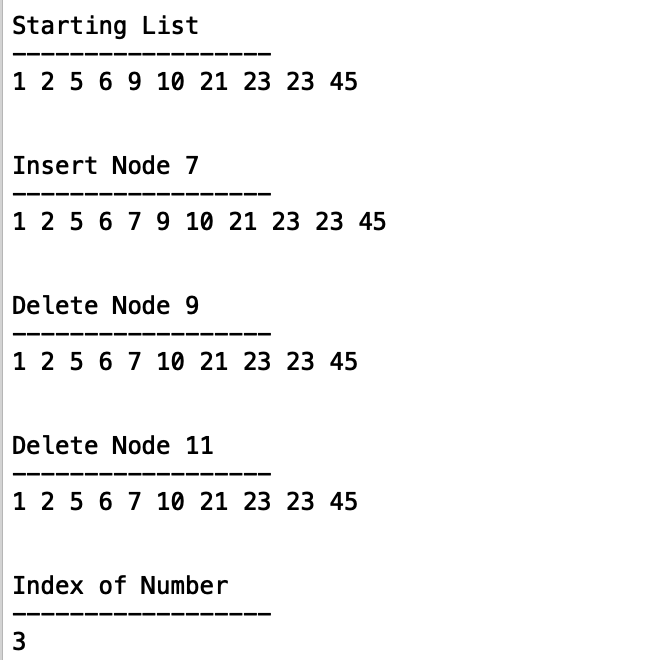 Starting List
------------------
1 2 5 6 9 10 21 23 23 45
Insert Node 7
------------------
1 2 5 6 7 9 10 21 23 23 45
Delete Node 9
------------------
1 2 5 6 7 10 21 23 23 45
Delete Node 11
------------------
1 2 5 6 7 10 21 23 23 45
Index of Number
------------------
3